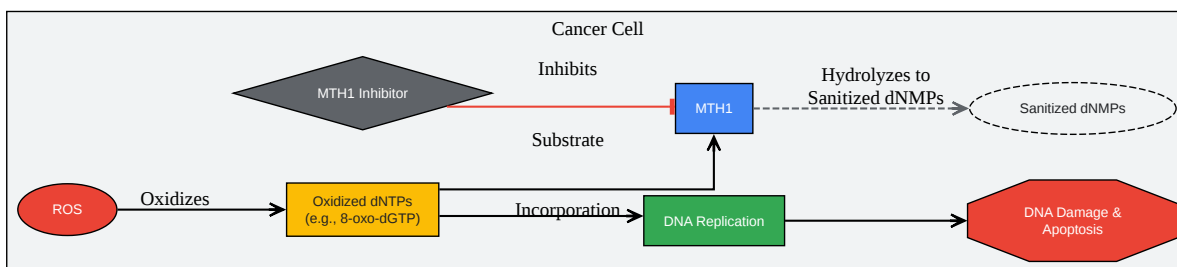 Cancer Cell
Inhibits
MTH1 Inhibitor
MTH1
Hydrolyzes to
Sanitized dNMPs
Sanitized dNMPs
Substrate
ROS
Oxidizes
Oxidized dNTPs
(e.g., 8-oxo-dGTP)
Incorporation
DNA Replication
DNA Damage &
Apoptosis